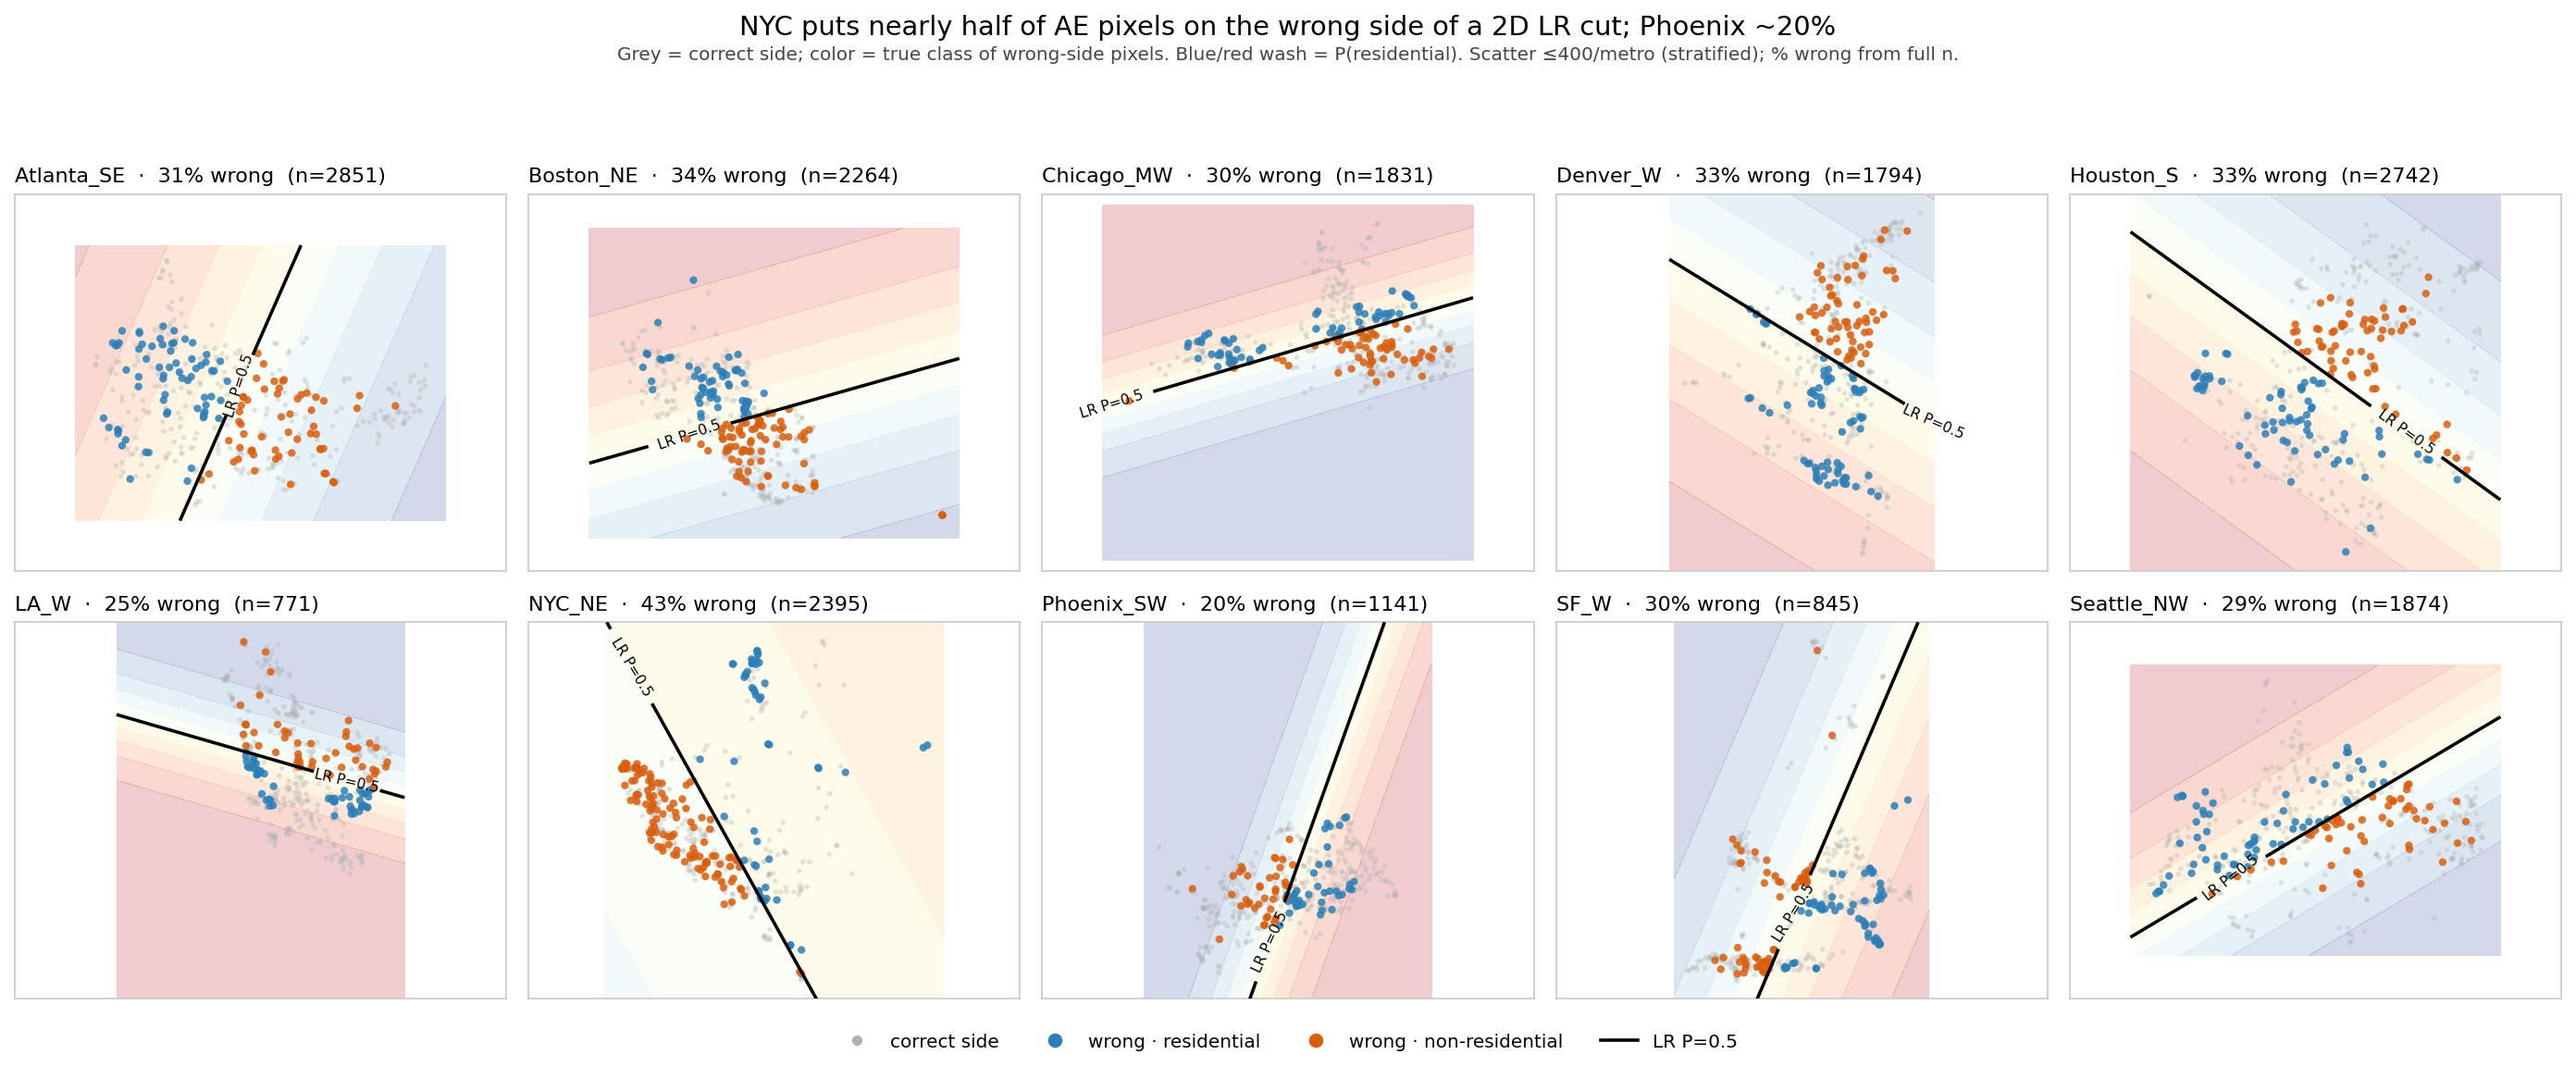 NYC puts nearly half of AE pixels on the wrong side of a 2D LR cut; Phoenix ~20%
Grey = correct side; color = true class of wrong-side pixels. Blue/red wash = P(residential). Scatter ≤400/metro (stratified); % wrong from full n.
Atlanta_SE · 31% wrong (n=2851)
Boston_NE · 34% wrong (n=2264)
Chicago_MW · 30% wrong (n=1831)
Denver_W · 33% wrong (n=1794)
Houston_S · 33% wrong (n=2742)
LR P=0.5
LR P=0.5
LR P=0.5
LR P=0.5
LR P=0.5
LA_W · 25% wrong (n=771)
NYC_NE · 43% wrong (n=2395)
Phoenix_SW · 20% wrong (n=1141)
SF_W · 30% wrong (n=845)
Seattle_NW · 29% wrong (n=1874)
LR P=0.5
LR P=0.5
LR P=0.5
LR P=0.5
LR P=0.5
correct side
wrong · residential
wrong · non-residential
LR P=0.5